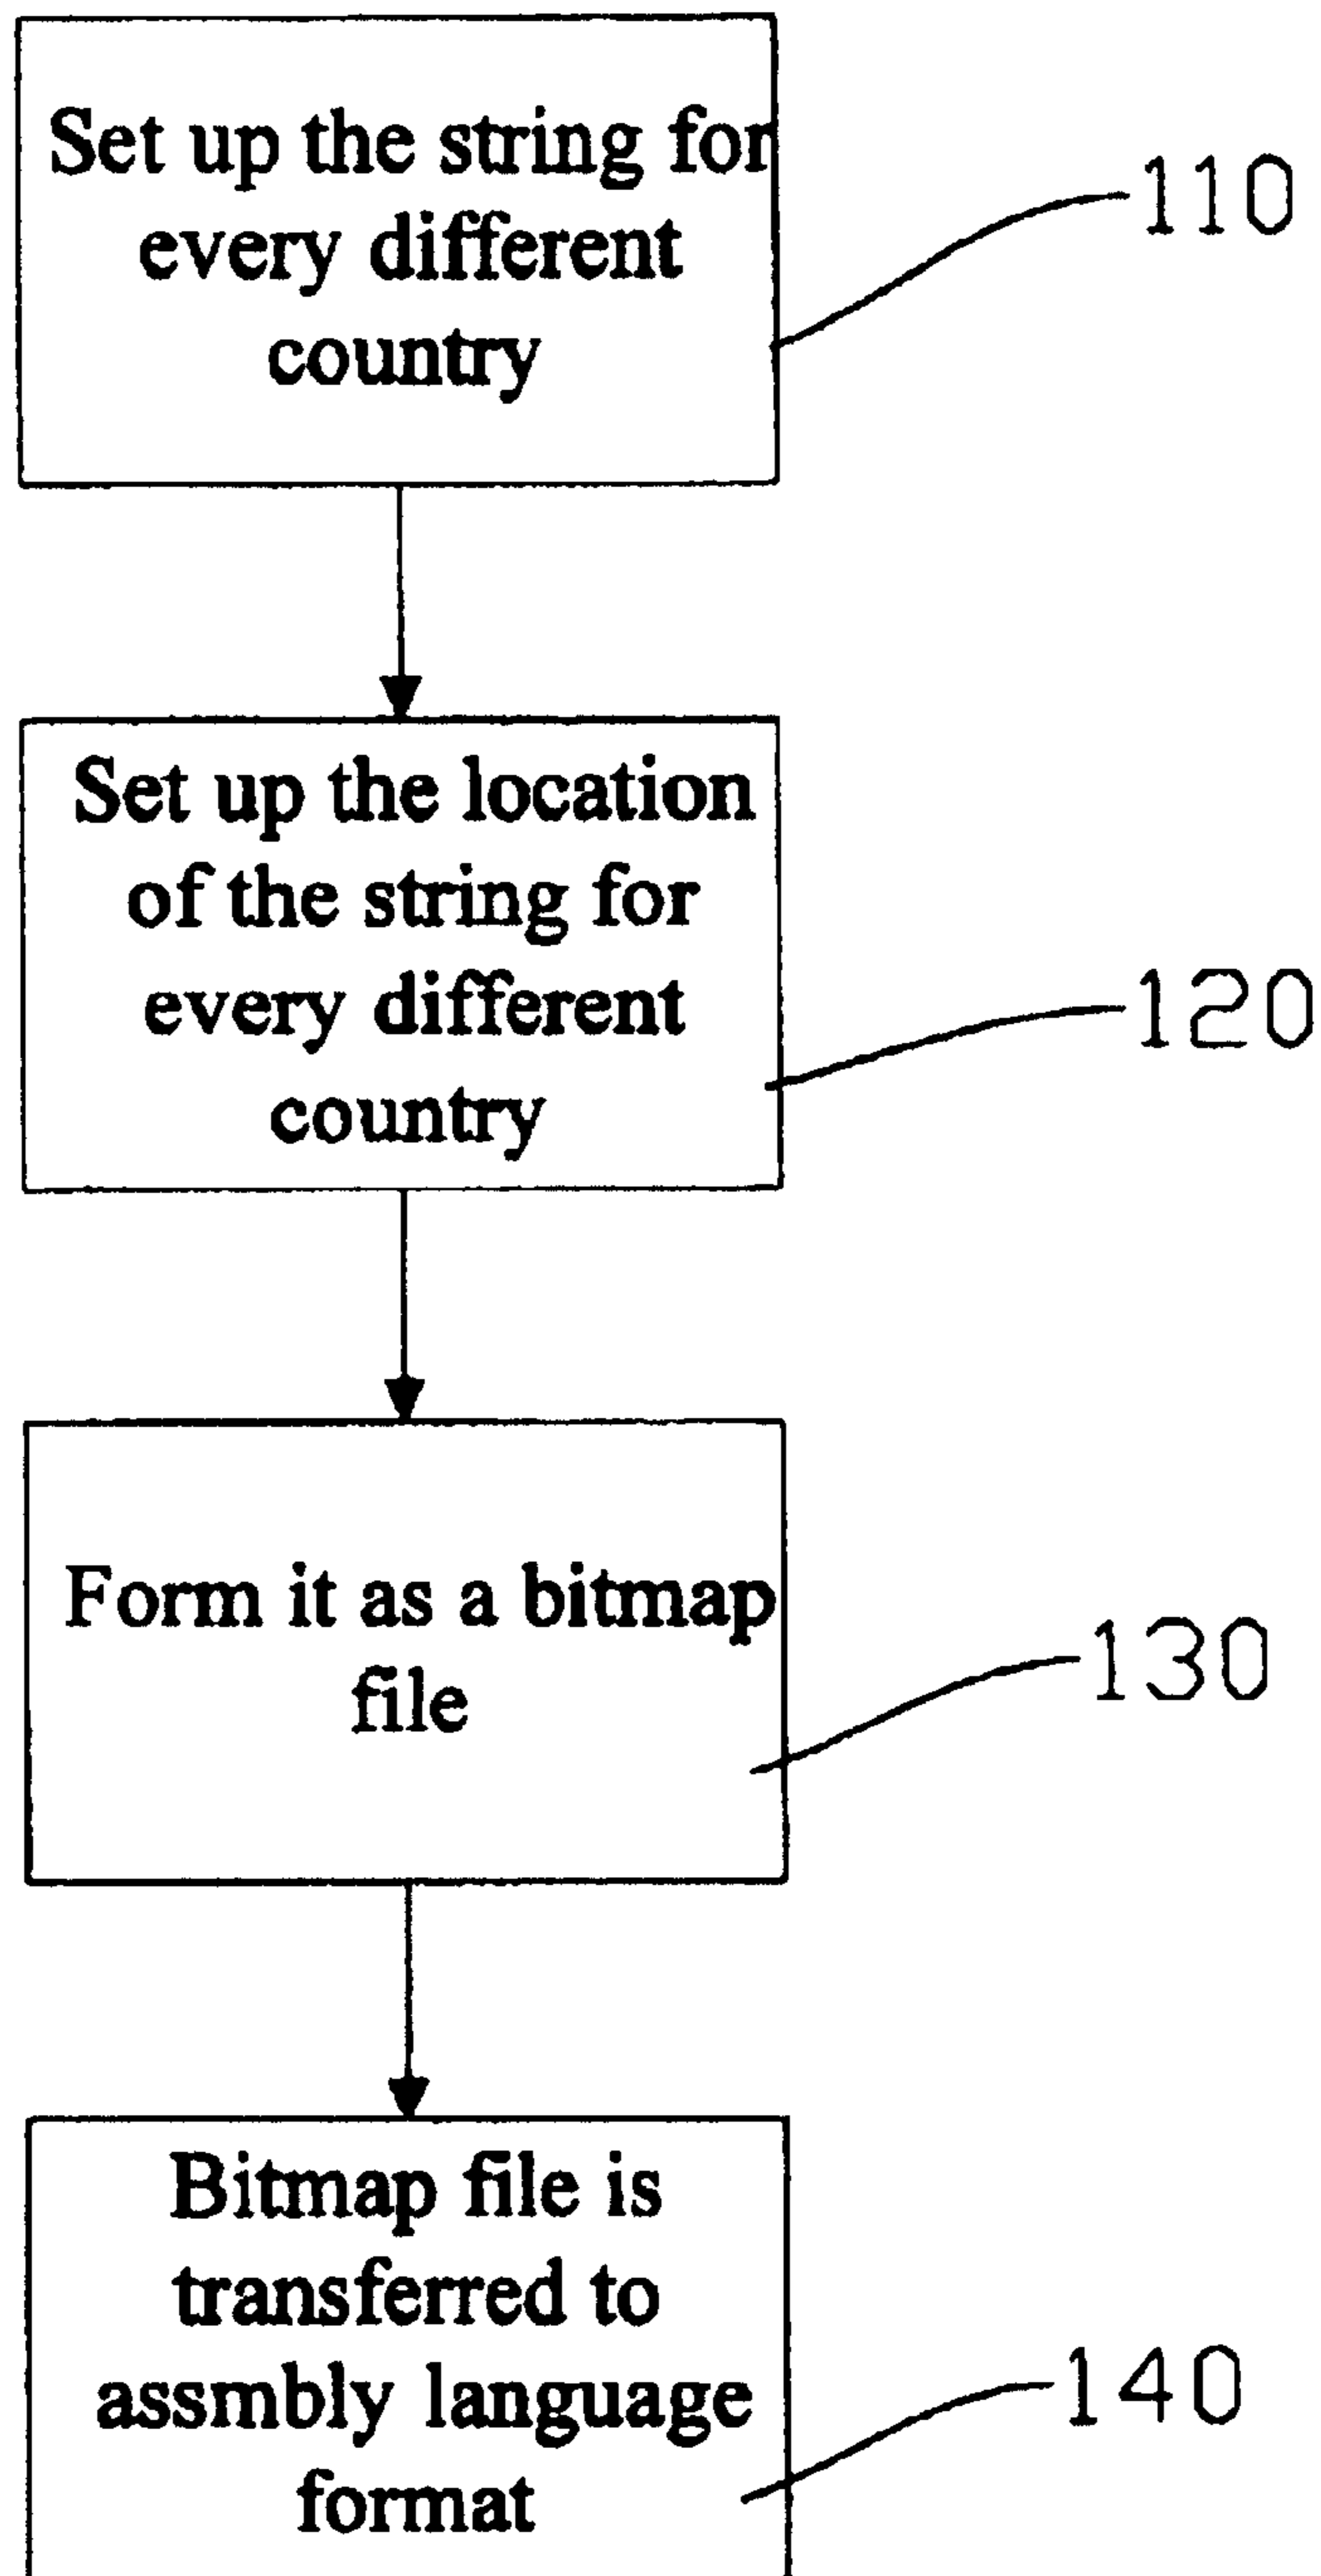 Set up the string for
every different
country
110
Set up the location
of the string for
every different
country
120
Form it as a bitmap
file
130
Bitmap file is
transferred to
assmbly language
format
140